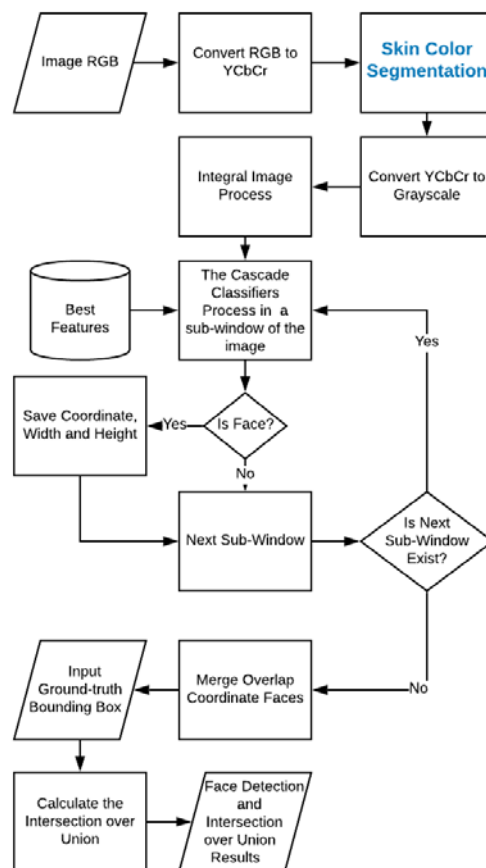 Image RGB
Convert RGB to
YCbCr
Skin Color
Segmentation
Integral Image
Process
Convert YCbCr to
Grayscale
Best
Features
The Cascade
Classifiers
Process in a
sub-window of the
image
Yes
Save Coordinate,
Width and Height
Yes
Is Face?
No
Next Sub-Window
Is Next
Sub-Window
Exist?
No
Input
Ground-truth
Bounding Box
Merge Overlap
Coordinate Faces
Calculate the
Intersection over
Union
Face Detection
and
Intersection
over Union
Results